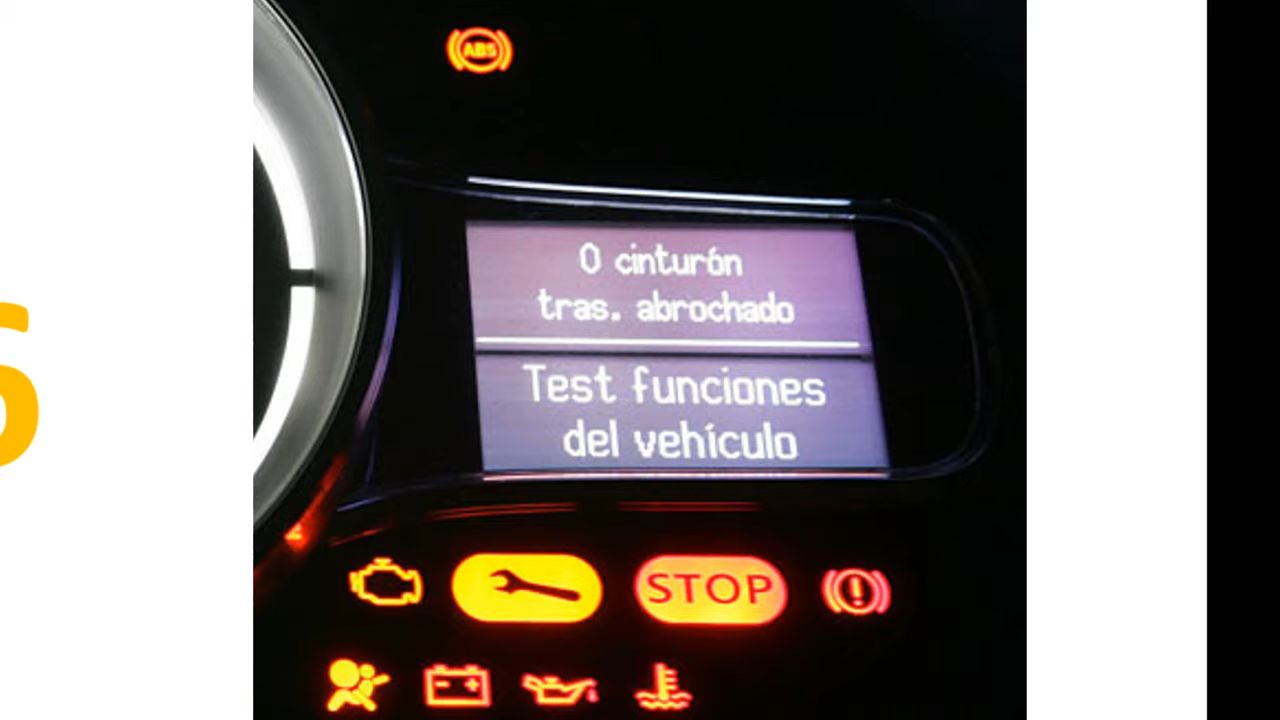 ABS
0 cinturón
tras. abrochado
Test funciones
del vehículo
STOP